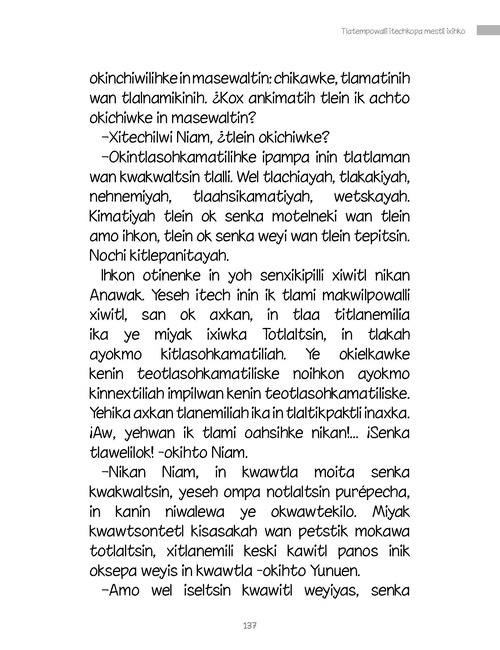 Tlatempowalli itechkopa mestli ixihko
okinchiwilihke in masewaltin: chikawke, tlamatinih
wan tlalnamikinih. ¿Kox ankimatih tlein ik achto
okichiwke in masewaltin?
–Xitechilwi Niam, ¿tlein okichiwke?
–Okintlasohkamatilihke ipampa inin tlatlaman
wan kwakwaltsin tlalli. Wel tlachiayah, tlakakiyah,
nehnemiyah, tlaahsikamatiyah, wetskayah.
Kimatiyah tlein ok senka motelneki wan tlein
amo ihkon, tlein ok senka weyi wan tlein tepitsin.
Nochi kitlepanitayah.
Ihkon otinenke in yoh senxikipilli xiwitl nikan
Anawak. Yeseh itech inin ik tlami makwilpowalli
xiwitl, san ok axkan, in tlaa titlanemilia
ika ye miyak ixiwka Totlaltsin, in tlakah
ayokmo kitlasohkamatiliah. Ye okielkawke
kenin teotlasohkamatiliske noihkon ayokmo
kinnextiliah impilwan kenin teotlasohkamatiliske.
Yehika axkan tlanemiliah ika in tlaltikpaktli inaxka.
¡Aw, yehwan ik tlami oahsihke nikan!... ¡Senka
tlawelilok! -okihto Niam.
–Nikan Niam, in kwawtla moita senka
kwakwaltsin, yeseh ompa notlaltsin purépecha,
in kanin niwalewa ye okwawtekilo. Miyak
kwawtsontetl kisasakah wan petstik mokawa
totlaltsin, xitlanemili keski kawitl panos inik
oksepa weyis in kwawtla -okihto Yunuen.
–Amo wel iseltsin kwawitl weyiyas, senka
137